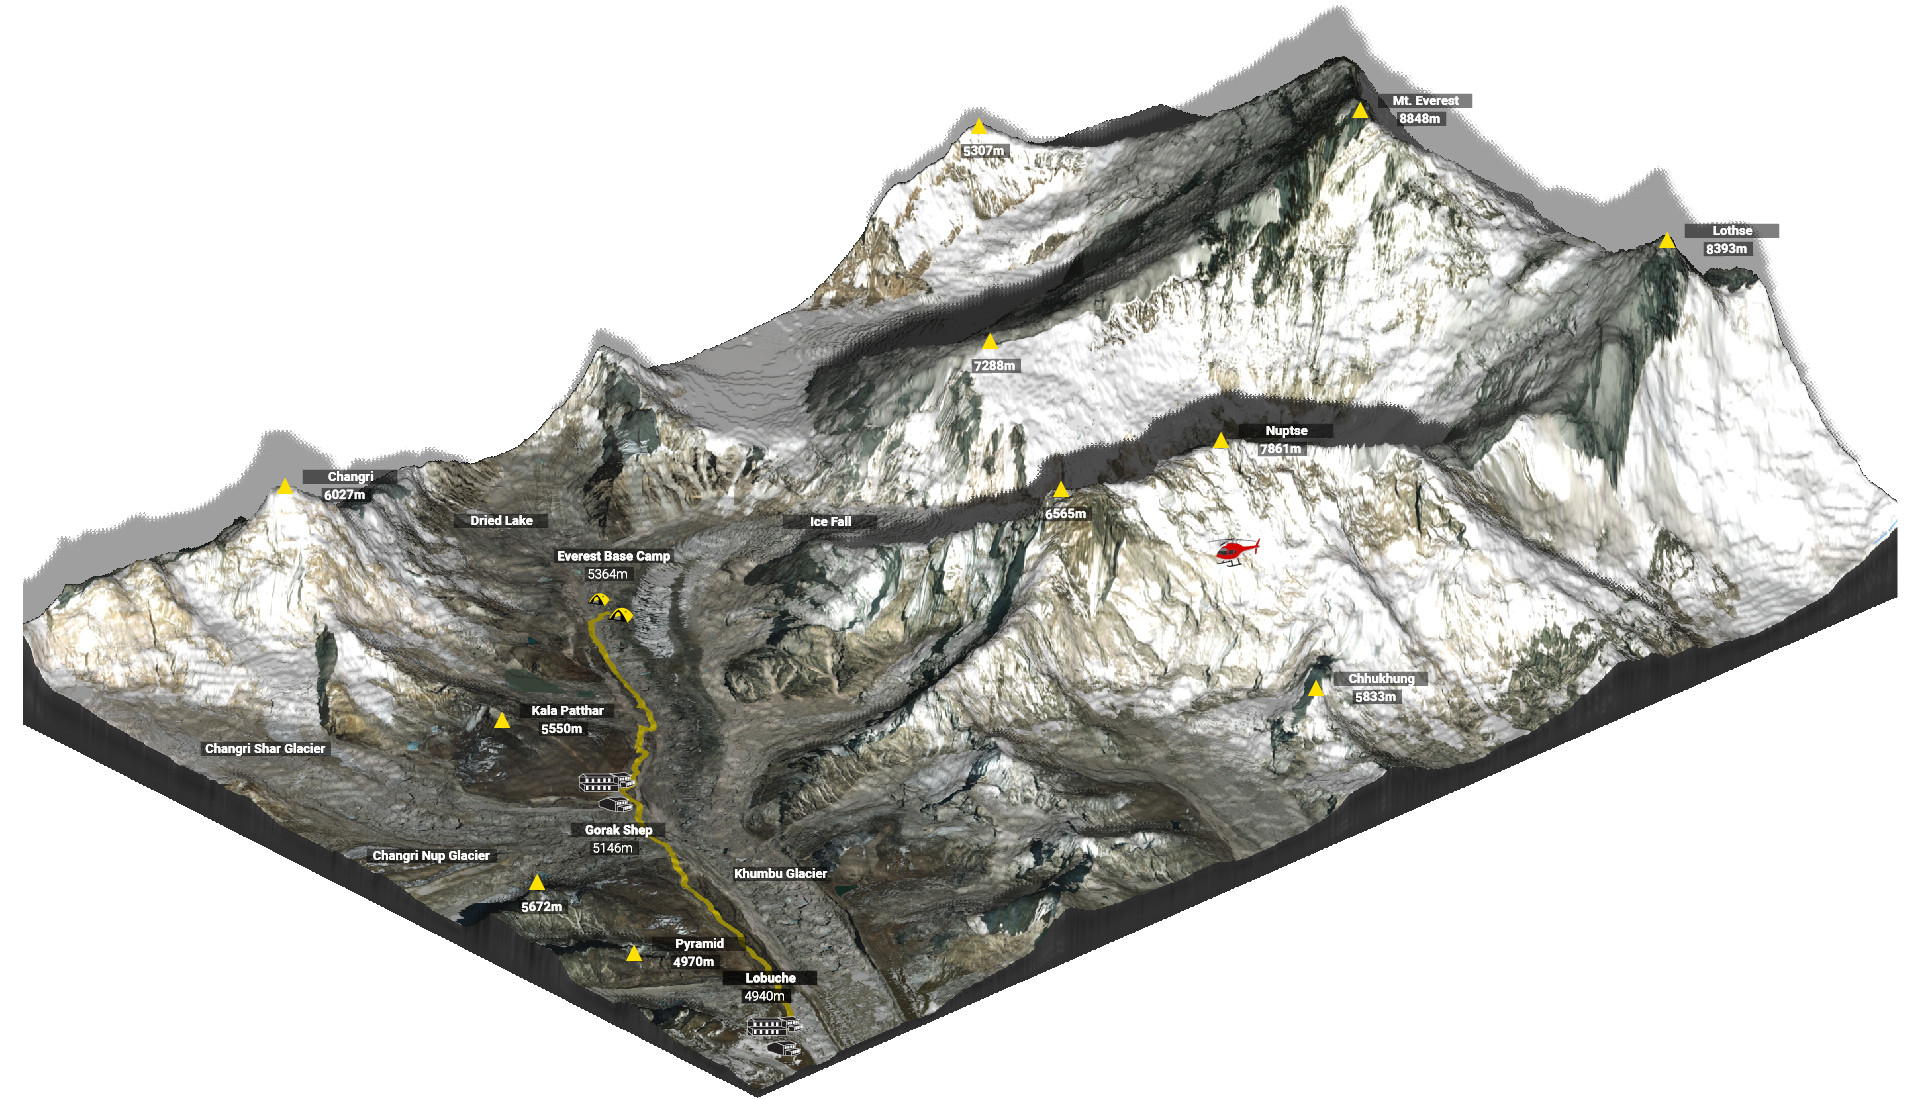 Mt. Everest
8848m
5307m
Lothse
8393m
7288m
Nuptse
7861m
Changri
6027m
6565m
Dried Lake
Ice Fall
Everest Base Camp
5364m
Chhukhung
5833m
Kala Patthar
5550m
Changri Shar Glacier
Gorak Shep
5146m
Changri Nup Glacier
Khumbu Glacier
5672m
Pyramid
4970m
Lobuche
4940m